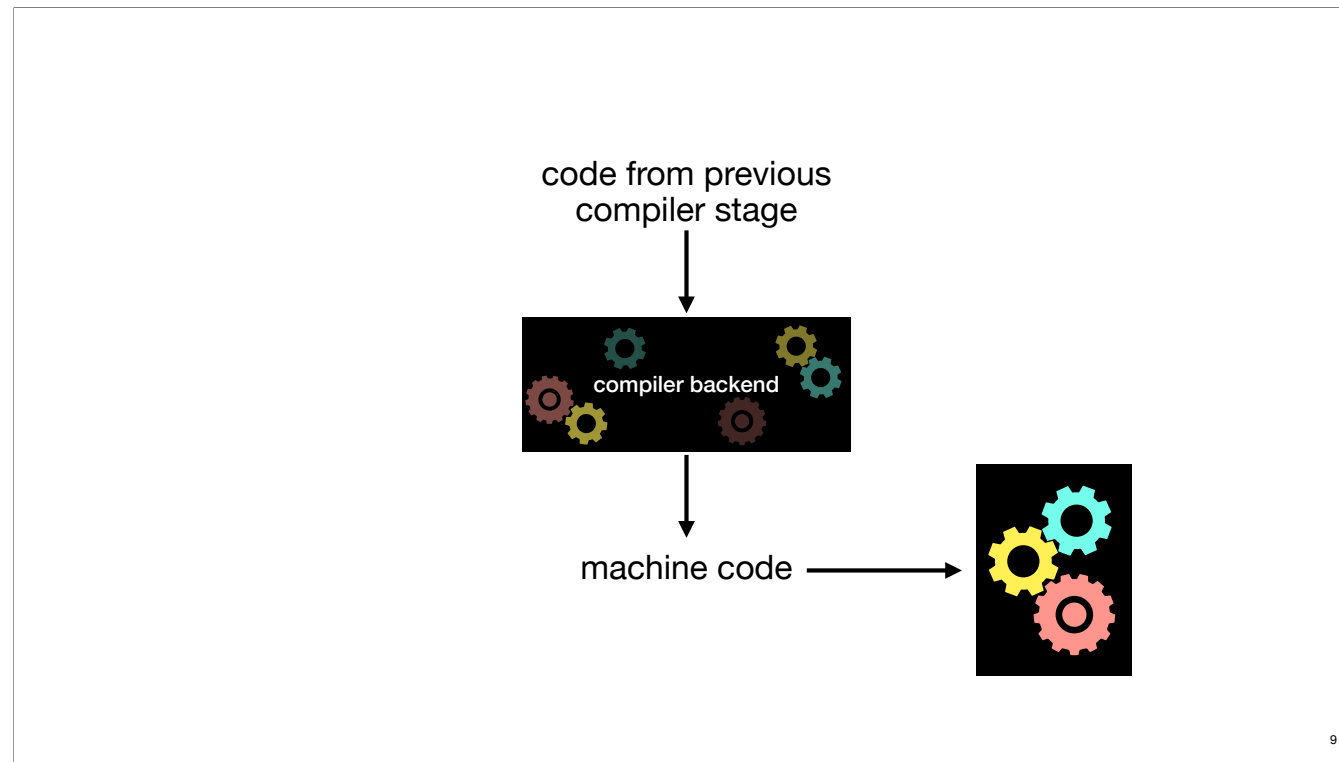 code from previous
compiler stage
compiler backend
machine code
9